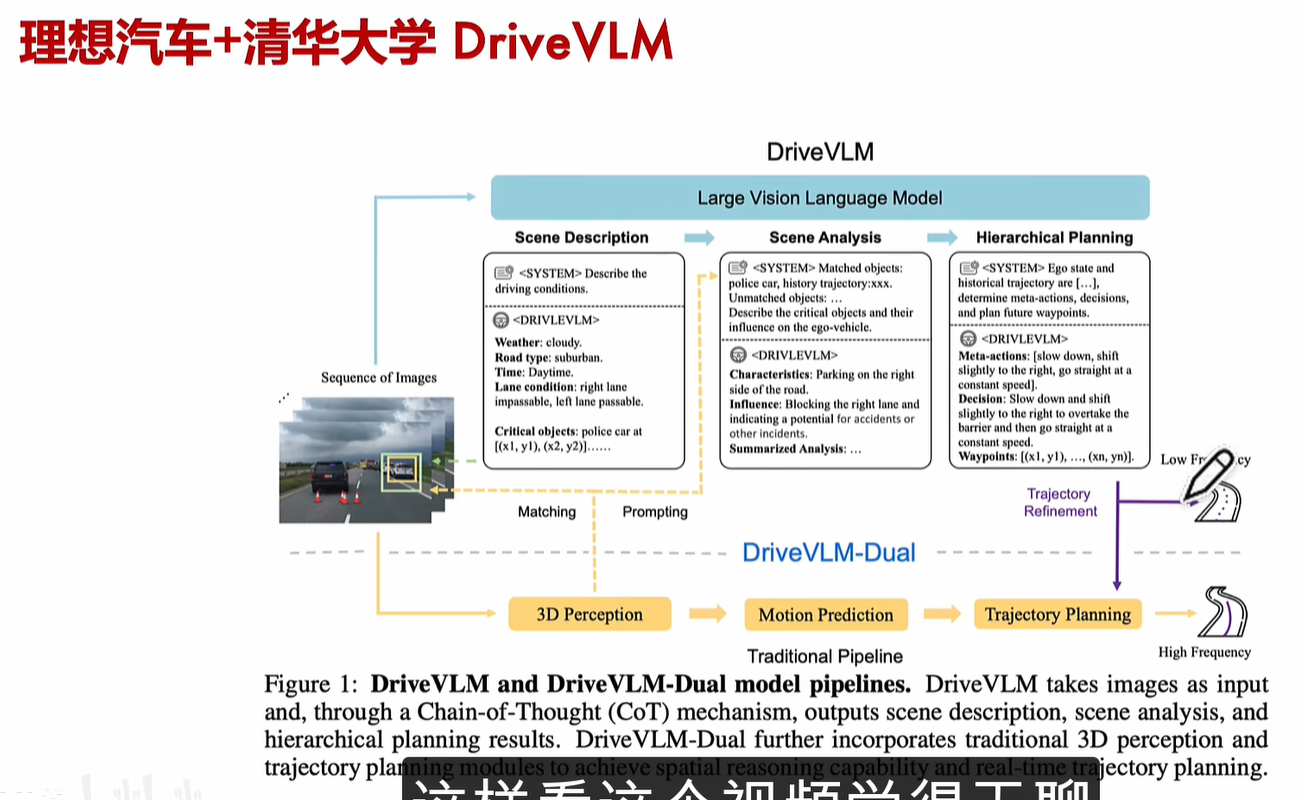 理想汽车+清华大学 DriveVLM
DriveVLM
Large Vision Language Model
Scene Description
Scene Analysis
Hierarchical Planning
<SYSTEM> Describe the
driving conditions.
<DRIVLEVLM>
Weather: cloudy.
Road type: suburban.
Time: Daytime.
Lane condition: right lane
impassable, left lane passable.
Critical objects: police car at
[(x1, y1), (x2, y2)]……
<SYSTEM> Matched objects:
police car, history trajectory:xxx.
Unmatched objects: …
Describe the critical objects and their
influence on the ego-vehicle.
<DRIVLEVLM>
Characteristics: Parking on the right
side of the road.
Influence: Blocking the right lane and
indicating a potential for accidents or
other incidents.
Summarized Analysis: …
<SYSTEM> Ego state and
historical trajectory are […],
determine meta-actions, decisions,
and plan future waypoints.
<DRIVLEVLM>
Meta-actions: [slow down, shift
slightly to the right, go straight at a
constant speed].
Decision: Slow down and shift
slightly to the right to overtake the
barrier and then go straight at a
constant speed.
Waypoints: [(x1, y1), …, (xn, yn)].
Sequence of Images
Low
Matching
Prompting
Trajectory
Refinement
DriveVLM-Dual
3D Perception
Motion Prediction
Trajectory Planning
Traditional Pipeline
High Frequency
Figure 1: DriveVLM and DriveVLM-Dual model pipelines. DriveVLM takes images as input
and, through a Chain-of-Thought (CoT) mechanism, outputs scene description, scene analysis, and
hierarchical planning results. DriveVLM-Dual further incorporates traditional 3D perception and
trajectory planning modules to achieve spatial reasoning capability and real-time trajectory planning.
这样看这个视频觉得无聊